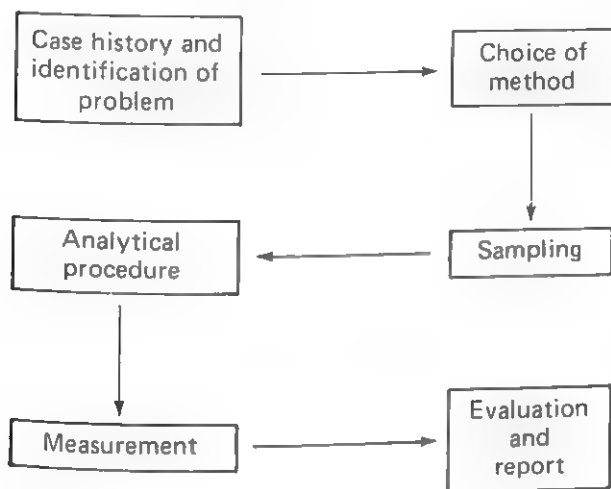 Case history and
identification of
problem
Choice of
method
Sampling
Analytical
procedure
Measurement
Evaluation
and
report